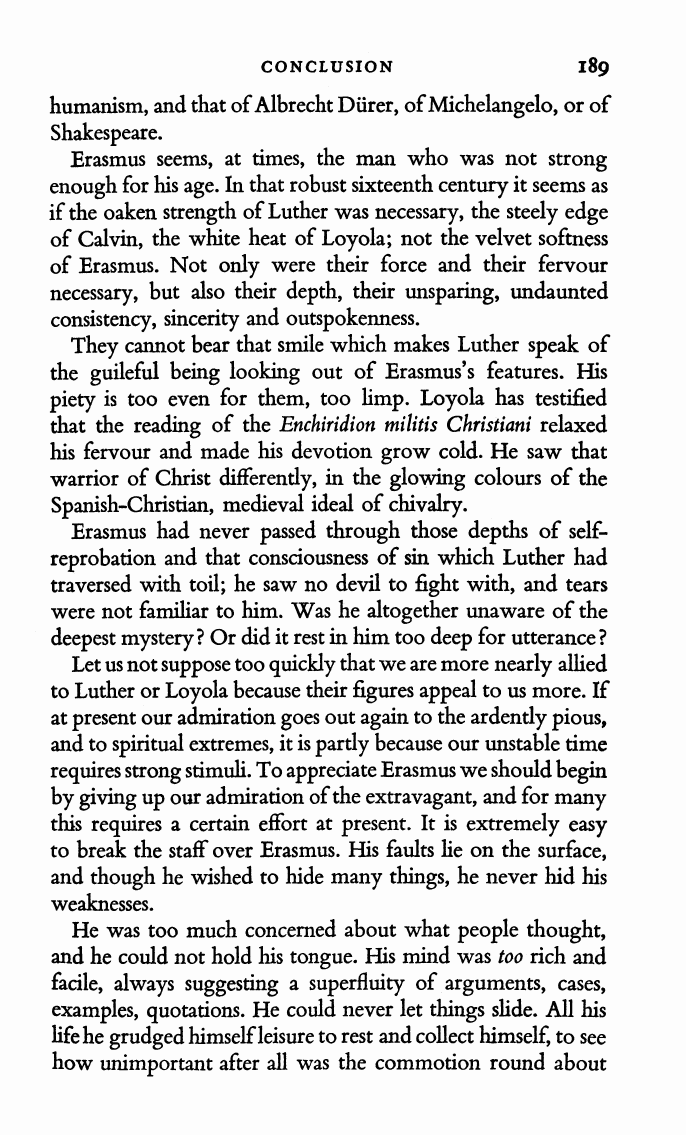 CONCLUSION 189
humanism, and that of Albrecht Dürer, of Michelangelo, or of
Shakespeare.
Erasmus seems, at times, the man who was not strong
enough for his age. In that robust sixteenth century it seems as
if the oaken strength of Luther was necessary, the steely edge
of Calvin, the white heat of Loyola; not the velvet softness
of Erasmus. Not only were their force and their fervour
necessary, but also their depth, their unsparing, undaunted
consistency, sincerity and outspokenness.
They cannot bear that smile which makes Luther speak of
the guileful being looking out of Erasmus's features. His
piety is too even for them, too limp. Loyola has testified
that the reading of the Enchiridion militis Christiani relaxed
his fervour and made his devotion grow cold. He saw that
warrior of Christ differently, in the glowing colours of the
Spanish-Christian, medieval ideal of chivalry.
Erasmus had never passed through those depths of self-
reprobation and that consciousness of sin which Luther had
traversed with toil; he saw no devil to fight with, and tears
were not familiar to him. Was he altogether unaware of the
deepest mystery? Or did it rest in him too deep for utterance?
Let us not suppose too quickly that we are more nearly allied
to Luther or Loyola because their figures appeal to us more. If
at present our admiration goes out again to the ardently pious,
and to spiritual extremes, it is partly because our unstable time
requires strong stimuli. To appreciate Erasmus we should begin
by giving up our admiration of the extravagant, and for many
this requires a certain effort at present. It is extremely easy
to break the staff over Erasmus. His faults lie on the surface,
and though he wished to hide many things, he never hid his
weaknesses.
He was too much concerned about what people thought,
and he could not hold his tongue. His mind was too rich and
facile, always suggesting a superfluity of arguments, cases,
examples, quotations. He could never let things slide. All his
life he grudged himself leisure to rest and collect himself, to see
how unimportant after all was the commotion round about